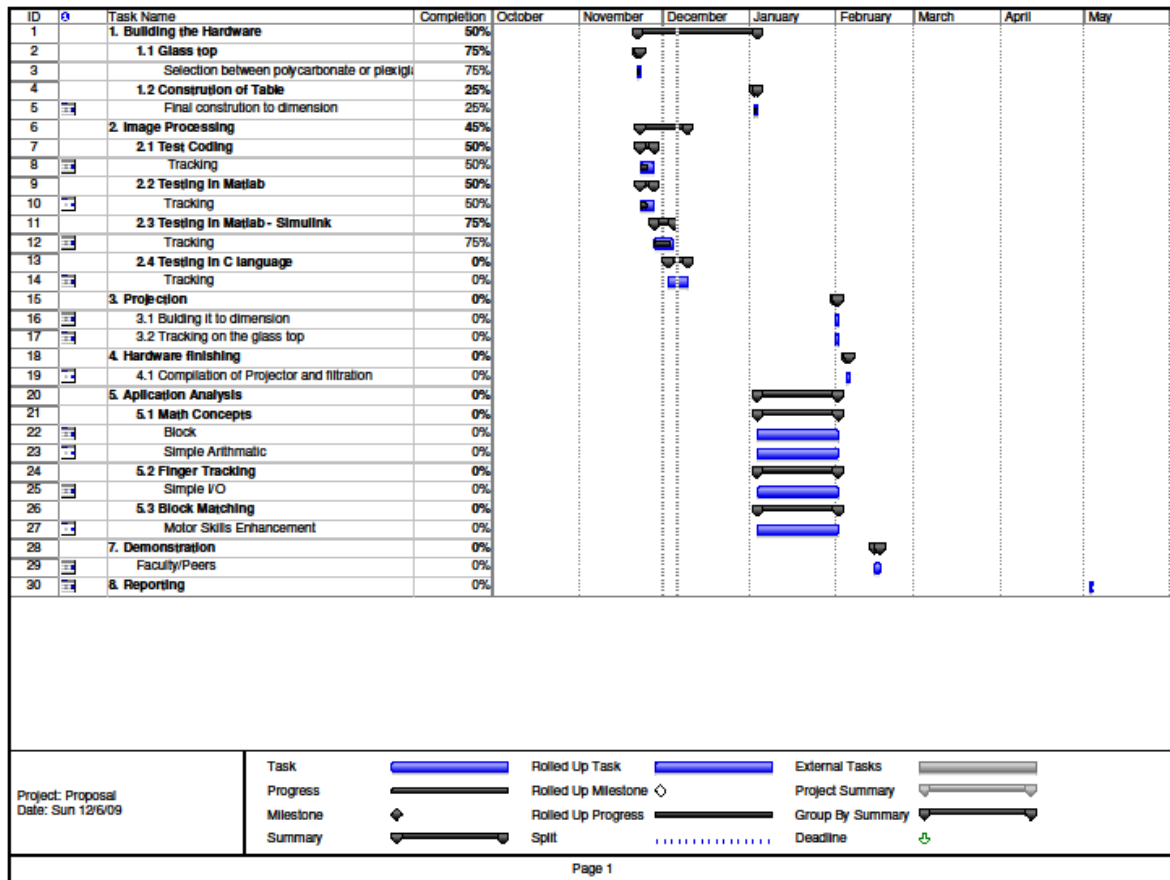 ID Task Name Completion October November December January February March April May
1 1. Building the Hardware 50%
2 1.1 Glass top 75%
3 Selection between polycarbonate or plexigla 75%
4 1.2 Constrution of Table 25%
5 Final constrution to dimension 25%
6 2. Image Processing 45%
7 2.1 Test Coding 50%
8 Tracking 50%
9 2.2 Testing in Matlab 50%
10 Tracking 50%
11 2.3 Testing in Matlab - Simulink 75%
12 Tracking 75%
13 2.4 Testing in C language 0%
14 Tracking 0%
15 3. Projection 0%
16 3.1 Bulding it to dimension 0%
17 3.2 Tracking on the glass top 0%
18 4. Hardware finishing 0%
19 4.1 Compilation of Projector and filtration 0%
20 5. Aplication Analysis 0%
21 5.1 Math Concepts 0%
22 Block 0%
23 Simple Arithmatic 0%
24 5.2 Finger Tracking 0%
25 Simple I/O 0%
26 5.3 Block Matching 0%
27 Motor Skills Enhancement 0%
28 7. Demonstration 0%
29 Faculty/Peers 0%
30 8. Reporting 0%
Project: Proposal
Date: Sun 12/6/09
Task Rolled Up Task External Tasks
Progress Rolled Up Milestone Project Summary
Milestone Rolled Up Progress Group By Summary
Summary Split Deadline
Page 1